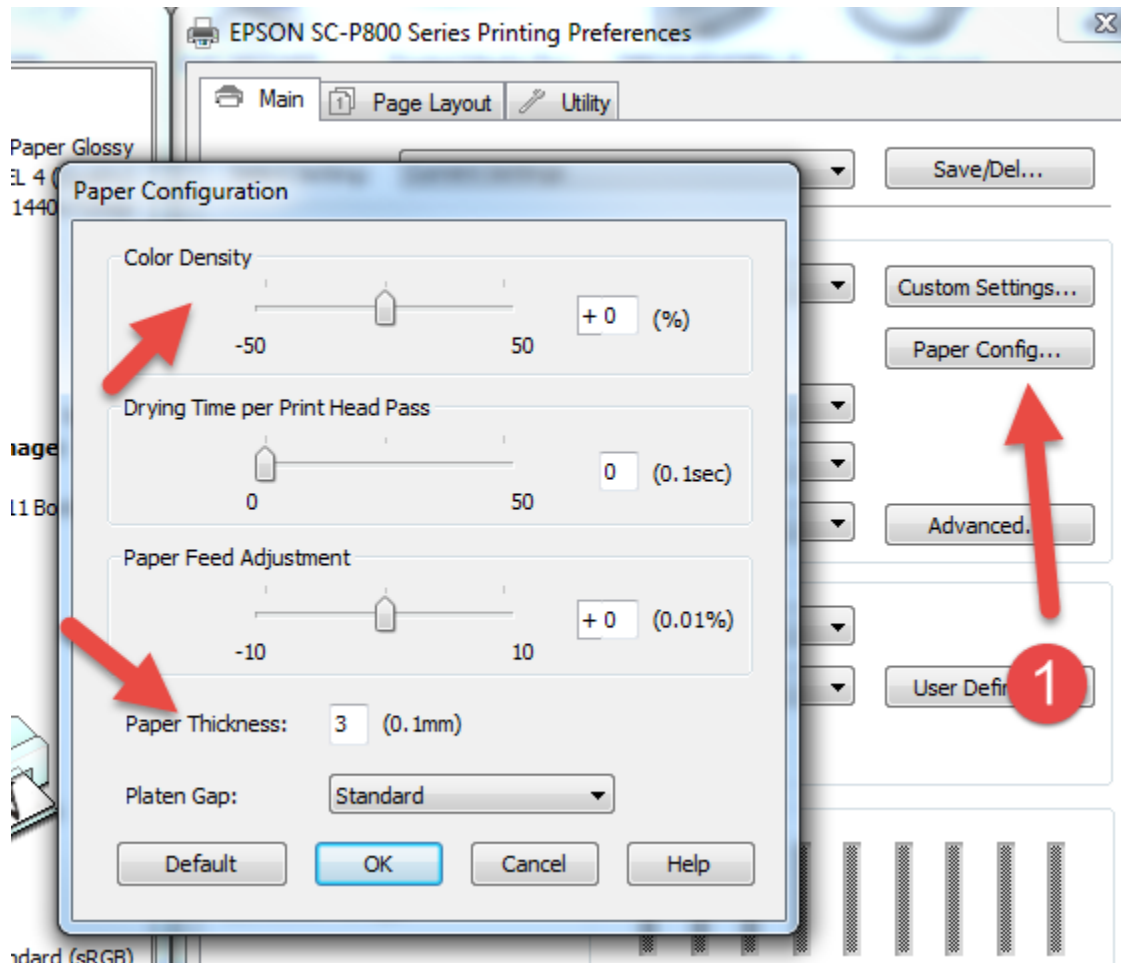 EPSON SC-P800 Series Printing Preferences
Main
Page Layout
Utility
Paper Glossy
Save/Del...
1440
Paper Configuration
Color Density
+ 0 (%)
-50 50
Custom Settings...
Paper Config...
Drying Time per Print Head Pass
0 (0.1sec)
0 50
Advanced.
Paper Feed Adjustment
+ 0 (0.01%)
-10 10
1
Paper Thickness: 3 (0.1mm)
Platen Gap: Standard
Default OK Cancel Help
(sRGB)